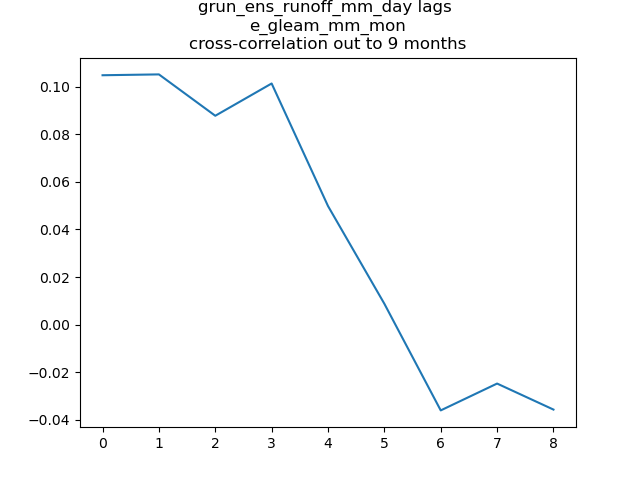 grun_ens_runoff_mm_day lags
e_gleam_mm_mon
cross-correlation out to 9 months
0.10
0.08
0.06
0.04
0.02
0.00
−0.02
−0.04
0 1 2 3 4 5 6 7 8